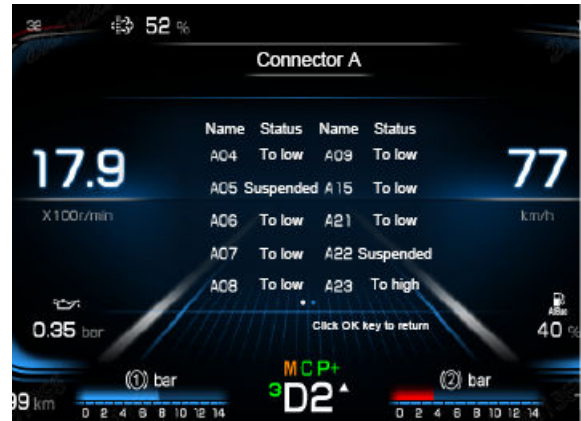 52 %
Connector A
Name Status Name Status
A04 To low A09 To low
A05 Suspended A15 To low
A06 To low A21 To low
A07 To low A22 Suspended
A08 To low A23 To high
Click OK key to return
17.9
X100r/min
77
km/h
0.35 bar
40 %
M C P+
3 D2
(1) bar
0 2 4 6 8 10 12 14
(2) bar
0 2 4 6 8 10 12 14
99 km